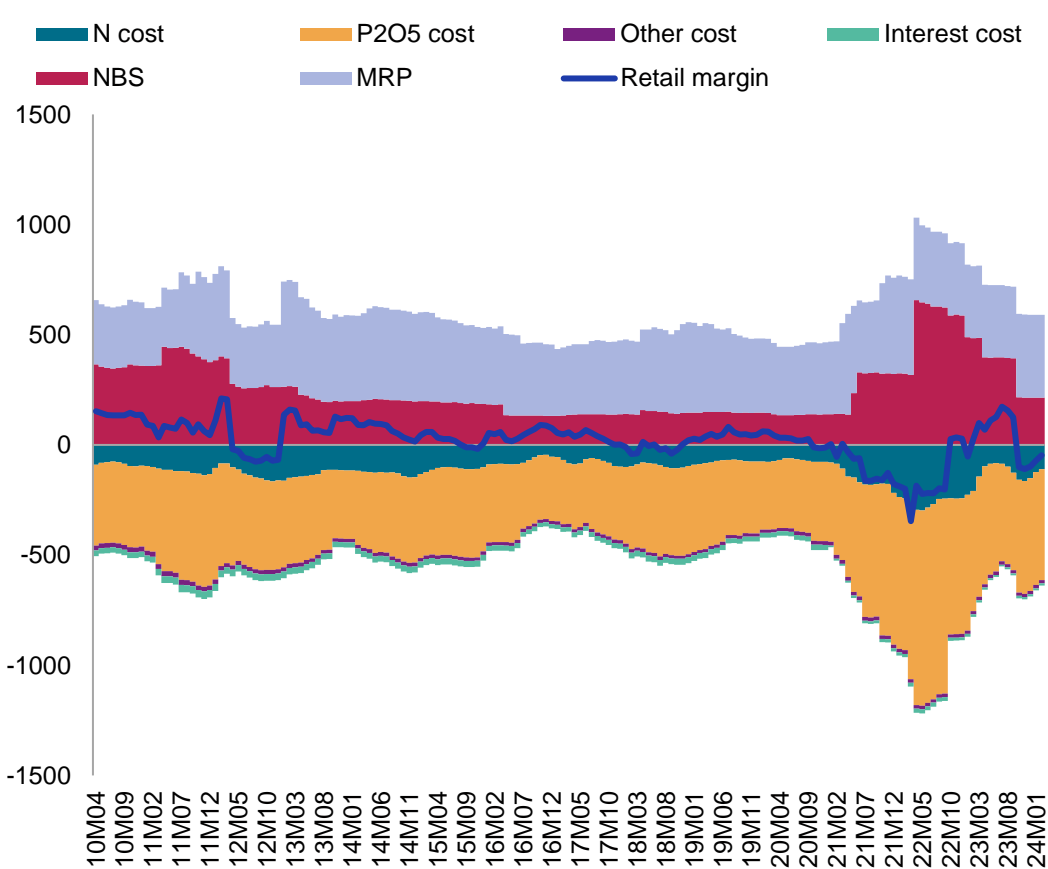 N cost P2O5 cost Other cost Interest cost
NBS MRP Retail margin
1500
1000
500
0
-500
-1000
-1500
10M04
10M09
11M02
11M07
11M12
12M05
12M10
13M03
13M08
14M01
14M06
14M11
15M04
15M09
16M02
16M07
16M12
17M05
17M10
18M03
18M08
19M01
19M06
19M11
20M04
20M09
21M02
21M07
21M12
22M05
22M10
23M03
23M08
24M01